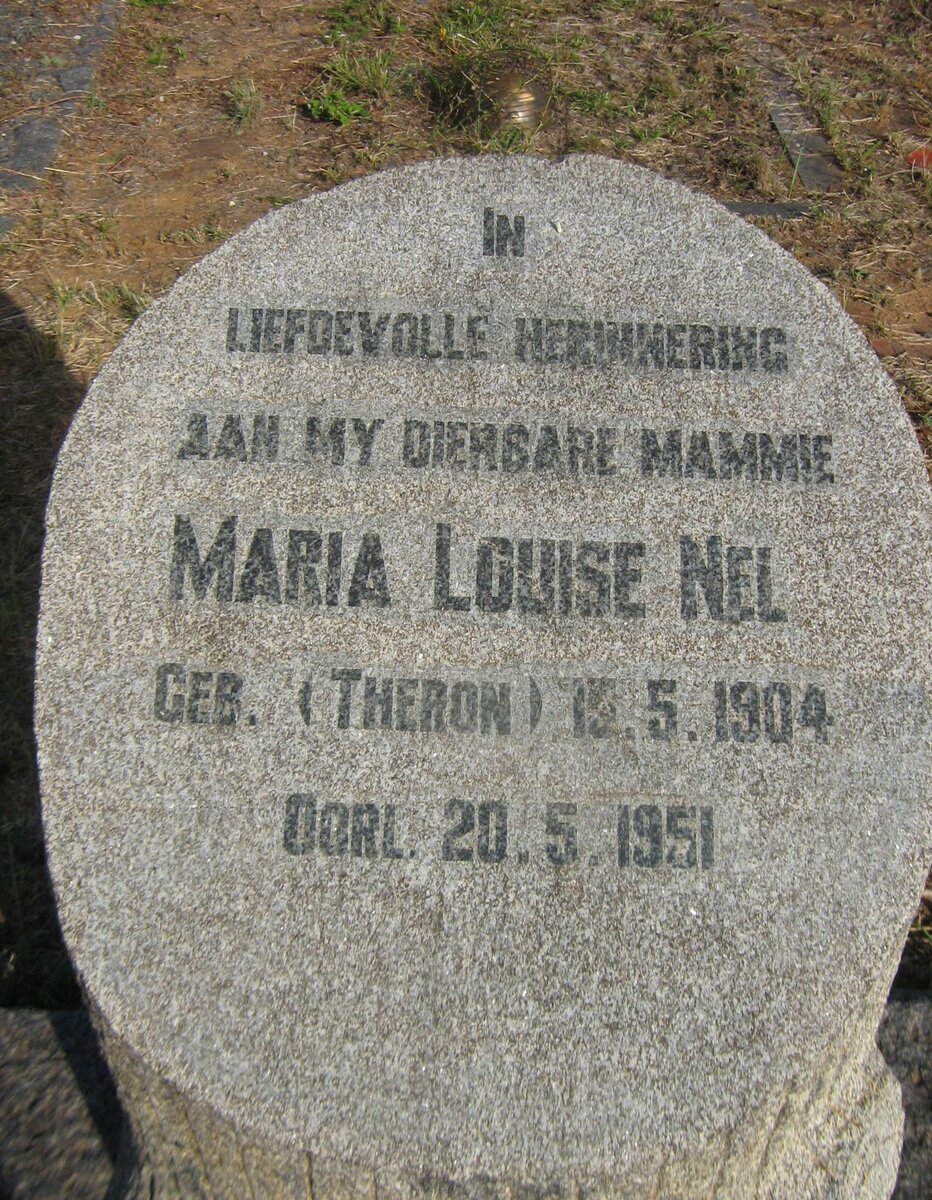 IN
LIEFDEVOLLE HERINNERING
AAN MY DIERBARE MAMMIE
MARIA LOUISE NEL
GEB. (THERON) 15.5.1904
OORL. 20.5.1951